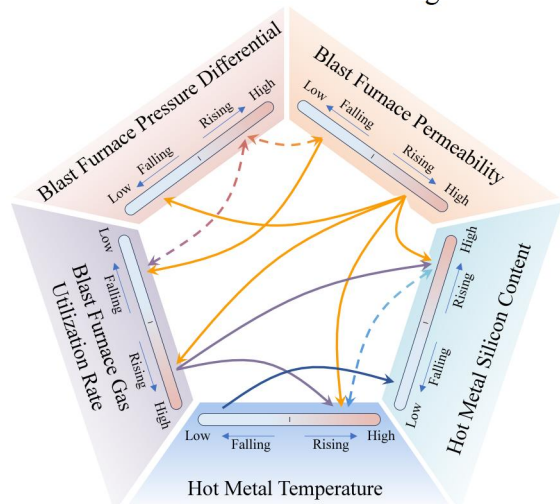 Blast Furnace Pressure Differential
Low
Falling
Rising
High
Blast Furnace Permeability
Low
Falling
Rising
High
Blast Furnace Gas
Utilization Rate
Low
Falling
Rising
High
Hot Metal Silicon Content
High
Rising
Falling
Low
Low
Falling
Rising
High
Hot Metal Temperature